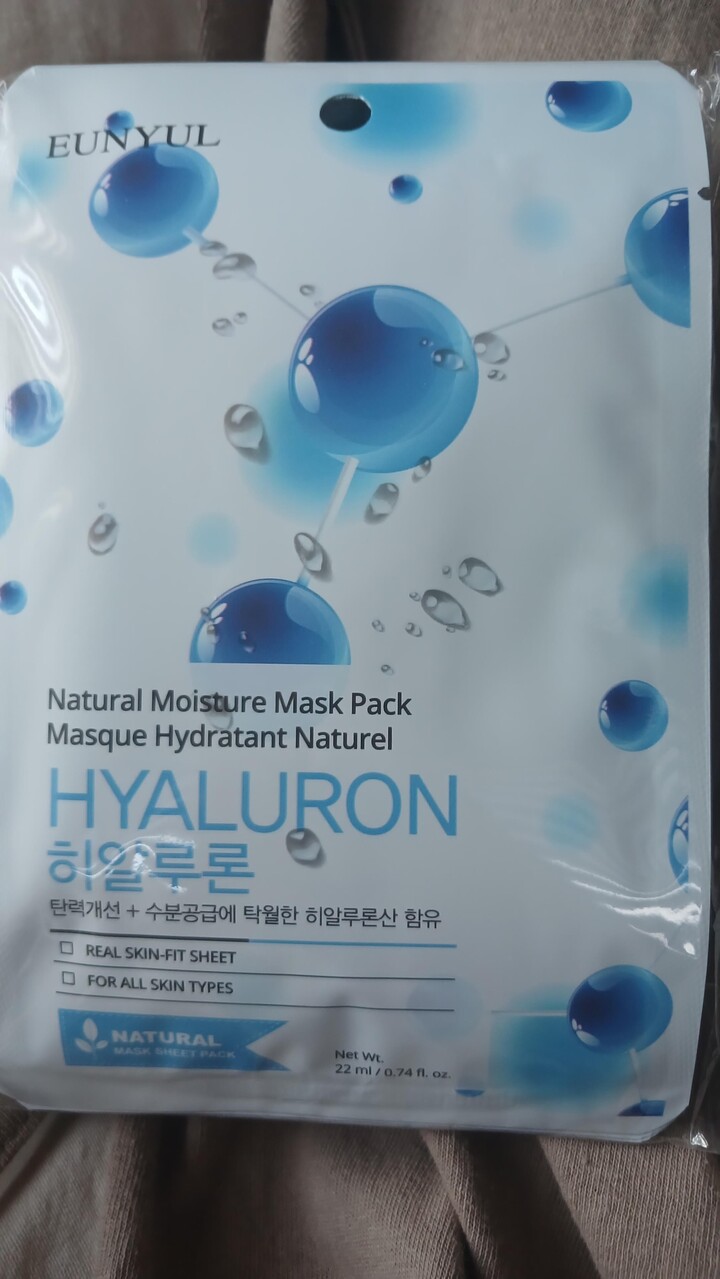 EUNYUL
Natural Moisture Mask Pack
Masque Hydratant Naturel
HYALURON
히알루론
탄력개선 + 수분공급에 탁월한 히알루론산 함유
REAL SKIN-FIT SHEET
FOR ALL SKIN TYPES
NATURAL
MASK SHEET PACK
Net Wt.
22 ml / 0.74 fl. oz.